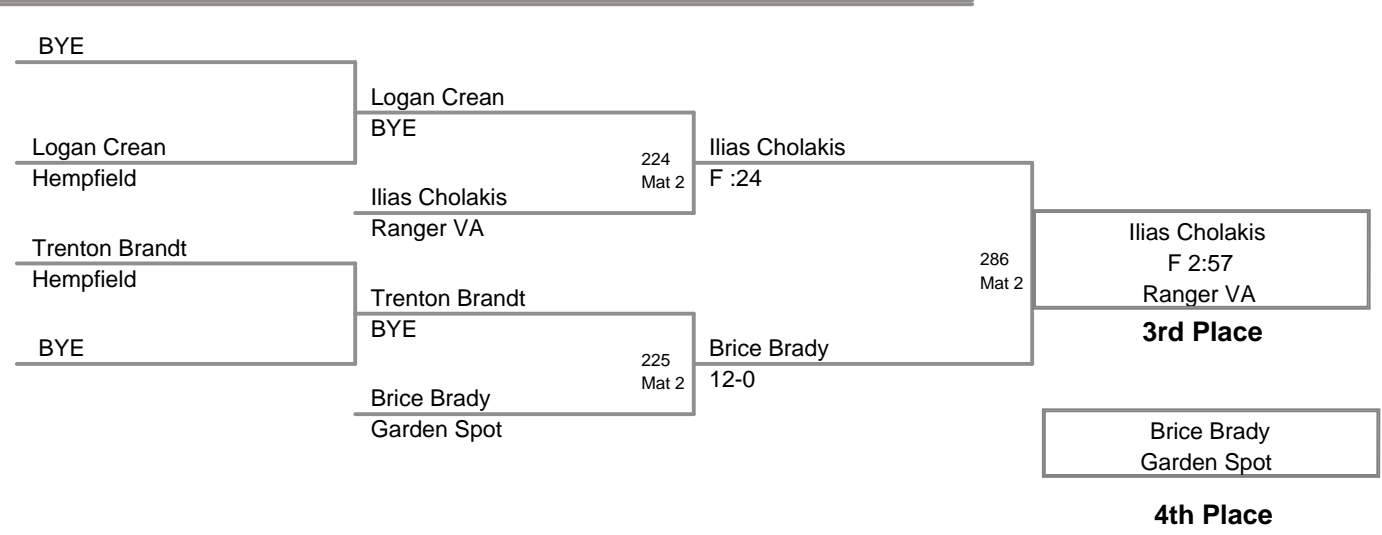 BYE
Logan Crean
Hempfield
Trenton Brandt
Hempfield
BYE
Logan Crean
BYE
224
Mat 2
Ilias Cholakis
Ranger VA
Trenton Brandt
BYE
225
Mat 2
Brice Brady
Garden Spot
Ilias Cholakis
F :24
286
Mat 2
Brice Brady
12-0
Ilias Cholakis
F 2:57
Ranger VA
3rd Place
Brice Brady
Garden Spot
4th Place